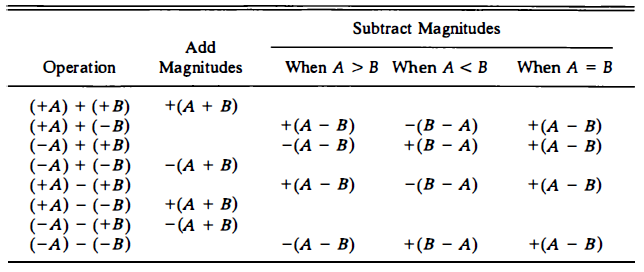 Subtract Magnitudes
Add
Operation Magnitudes When A > B When A < B When A = B
(+A) + (+B) +(A + B)
(+A) + (−B) +(A − B) −(B − A) +(A − B)
(−A) + (+B) −(A − B) +(B − A) +(A − B)
(−A) + (−B) −(A + B)
(+A) − (+B) +(A − B) −(B − A) +(A − B)
(+A) − (−B) +(A + B)
(−A) − (+B) −(A + B)
(−A) − (−B) −(A − B) +(B − A) +(A − B)